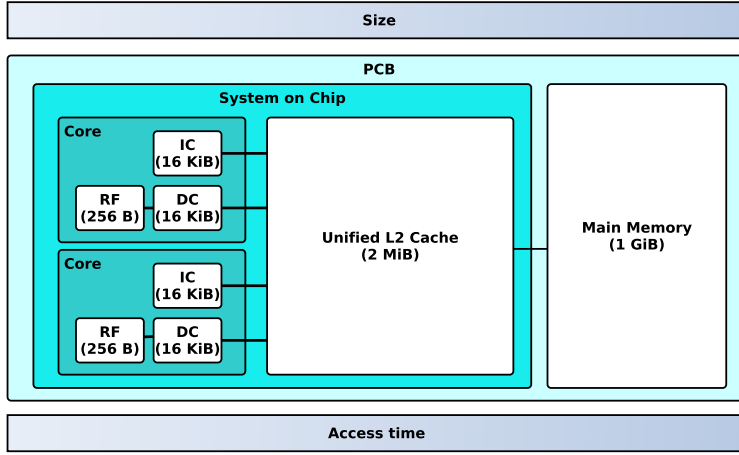 Size
PCB
System on Chip
Core
IC
(16 KiB)
RF
(256 B)
DC
(16 KiB)
Core
IC
(16 KiB)
RF
(256 B)
DC
(16 KiB)
Unified L2 Cache
(2 MiB)
Main Memory
(1 GiB)
Access time